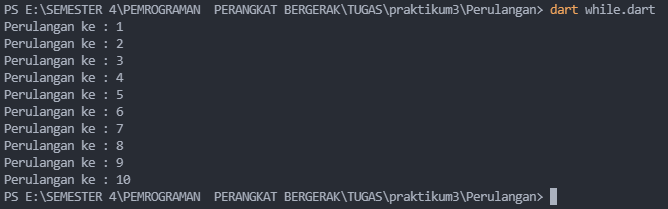 PS E:\SEMESTER 4\PEMROGRAMAN  PERANGKAT BERGERAK\TUGAS\praktikum3\Perulangan> dart while.dart
Perulangan ke : 1
Perulangan ke : 2
Perulangan ke : 3
Perulangan ke : 4
Perulangan ke : 5
Perulangan ke : 6
Perulangan ke : 7
Perulangan ke : 8
Perulangan ke : 9
Perulangan ke : 10
PS E:\SEMESTER 4\PEMROGRAMAN  PERANGKAT BERGERAK\TUGAS\praktikum3\Perulangan>